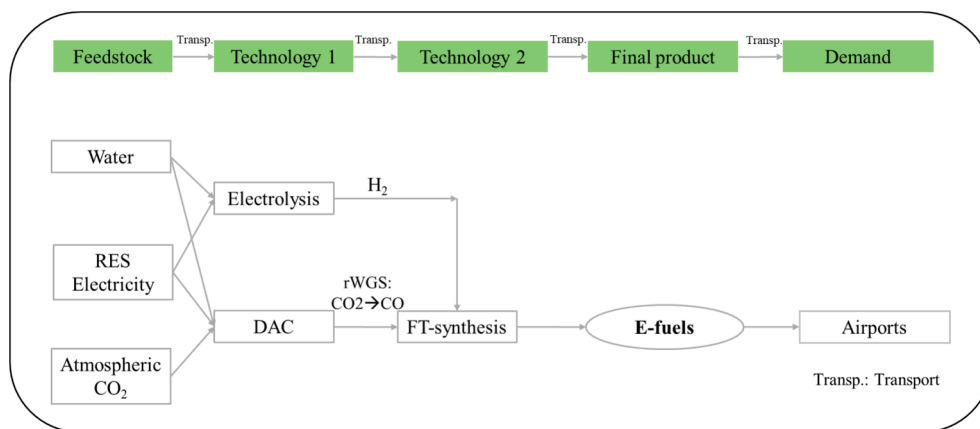 Transp. Transp. Transp. Transp.
Feedstock Technology 1 Technology 2 Final product Demand
Water
Electrolysis
H₂
RES
Electricity
rWGS:
CO2→CO
DAC
FT-synthesis
E-fuels
Airports
Atmospheric
CO₂
Transp.: Transport